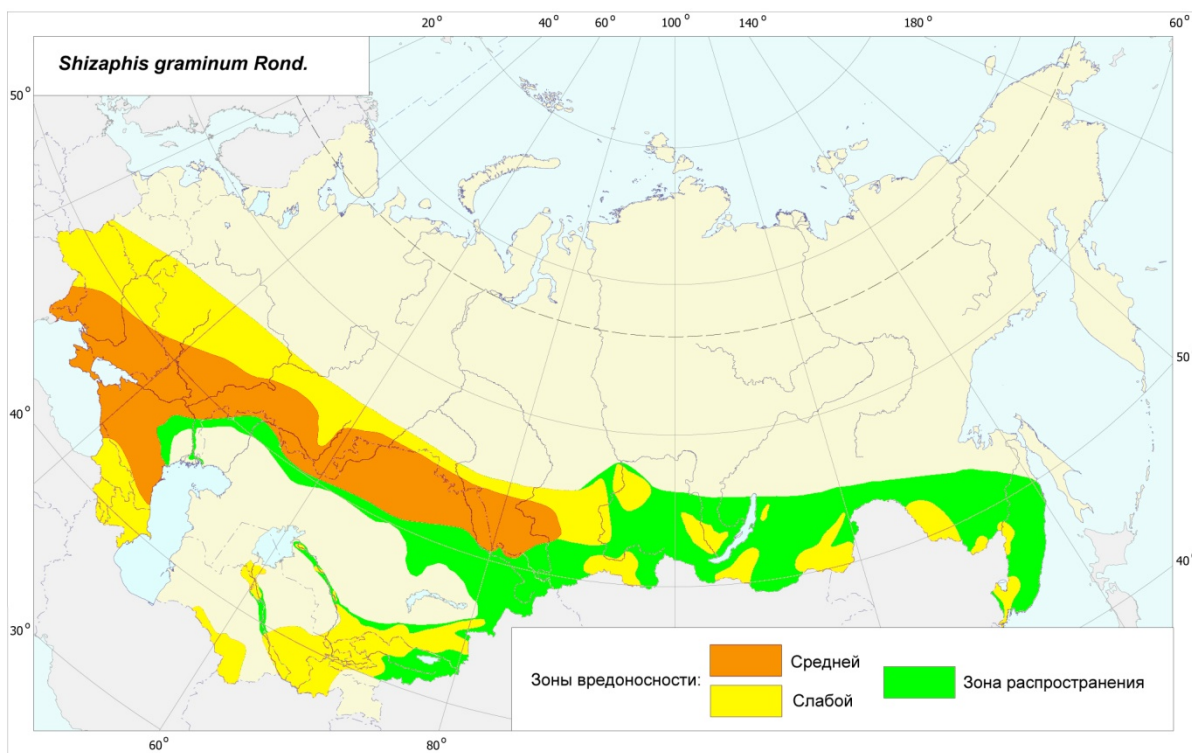 20° 40° 60° 100° 140° 180° 60°
Shizaphis graminum Rond.
50°
50°
40°
40°
30°
Зоны вредоносности:
Средней
Слабой
Зона распространения
60° 80°